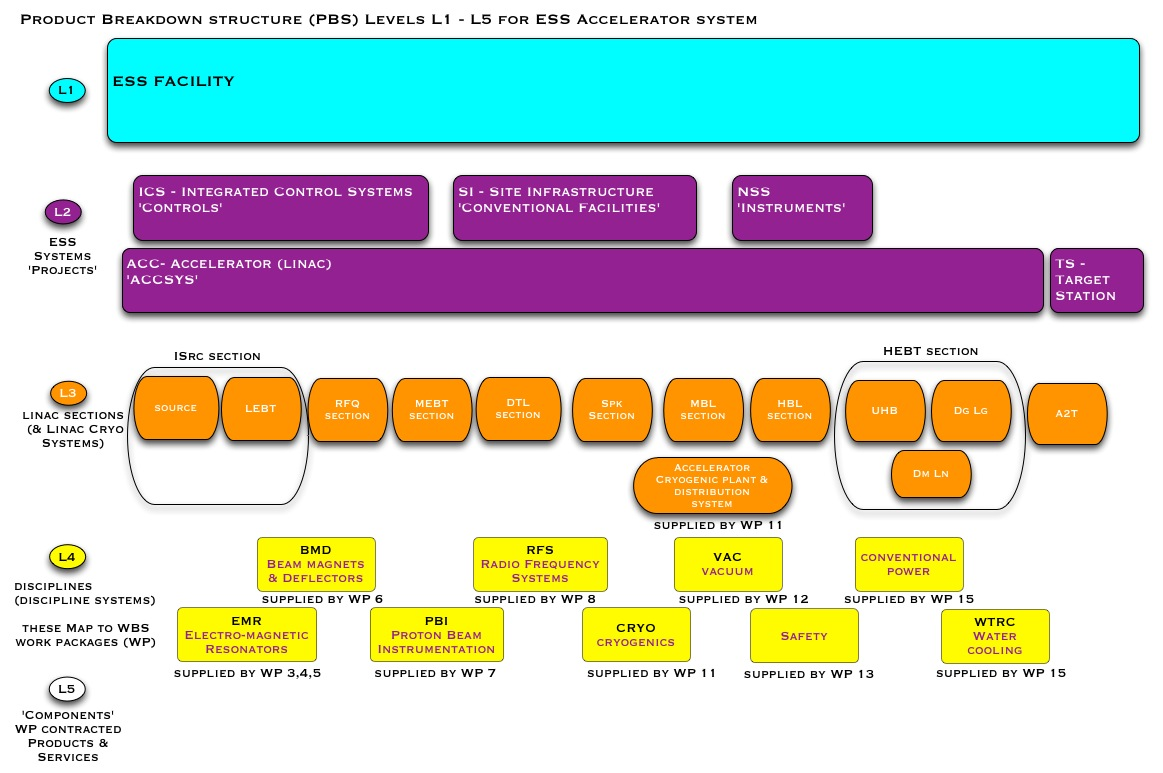 Product Breakdown structure (PBS) Levels L1 - L5 for ESS Accelerator system
L1
ESS FACILITY
L2
ESS
Systems
'Projects'
ICS - Integrated Control Systems
'Controls'
SI - Site Infrastructure
'Conventional Facilities'
NSS
'Instruments'
ACC- Accelerator (linac)
'ACCSYS'
TS -
Target
Station
L3
linac sections
(& Linac Cryo
Systems)
ISrc section
source
LEBT
RFQ
section
MEBT
section
DTL
section
Spk
Section
MBL
section
HBL
section
HEBT section
UHB
Dg Lg
Dm Ln
A2T
Accelerator
Cryogenic plant &
distribution
system
supplied by WP 11
L4
disciplines
(discipline systems)
these Map to WBS
work packages (WP)
BMD
Beam magnets
& Deflectors
supplied by WP 6
RFS
Radio Frequency
Systems
supplied by WP 8
VAC
vacuum
supplied by WP 12
conventional
power
supplied by WP 15
EMR
Electro-magnetic
Resonators
supplied by WP 3,4,5
PBI
Proton Beam
Instrumentation
supplied by WP 7
CRYO
cryogenics
supplied by WP 11
Safety
supplied by WP 13
WTRC
Water
cooling
supplied by WP 15
L5
'Components'
WP contracted
Products &
Services